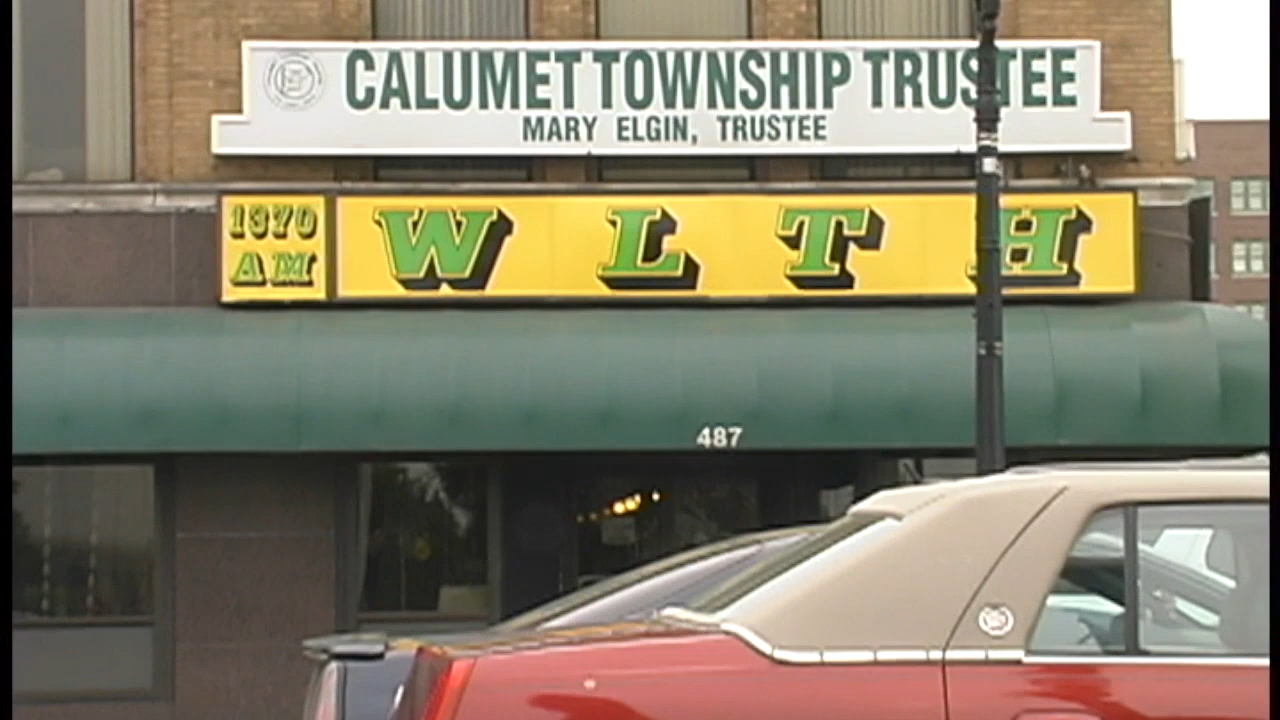 CALUMET TOWNSHIP TRUSTEE
MARY ELGIN, TRUSTEE
1370
AM
W L T H
487